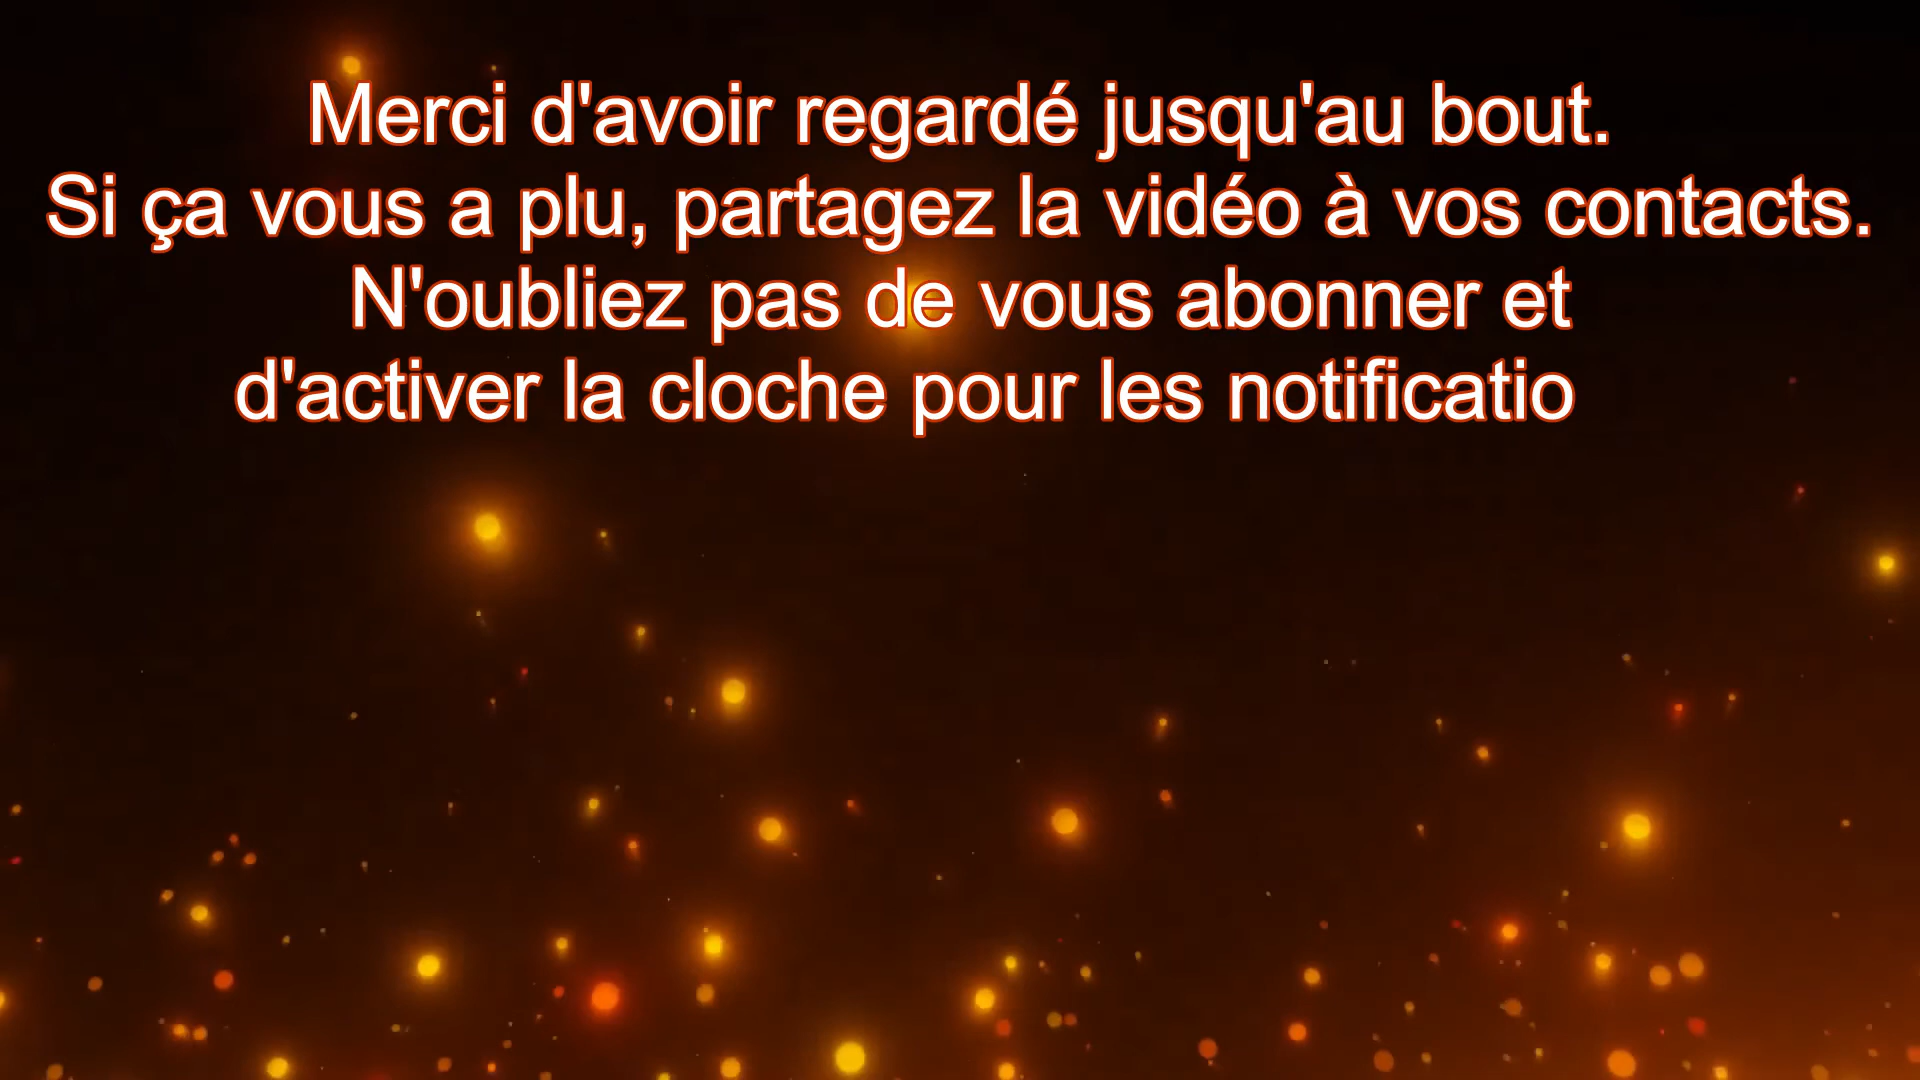 Merci d'avoir regardé jusqu'au bout.
Si ça vous a plu, partagez la vidéo à vos contacts.
N'oubliez pas de vous abonner et
d'activer la cloche pour les notificatio